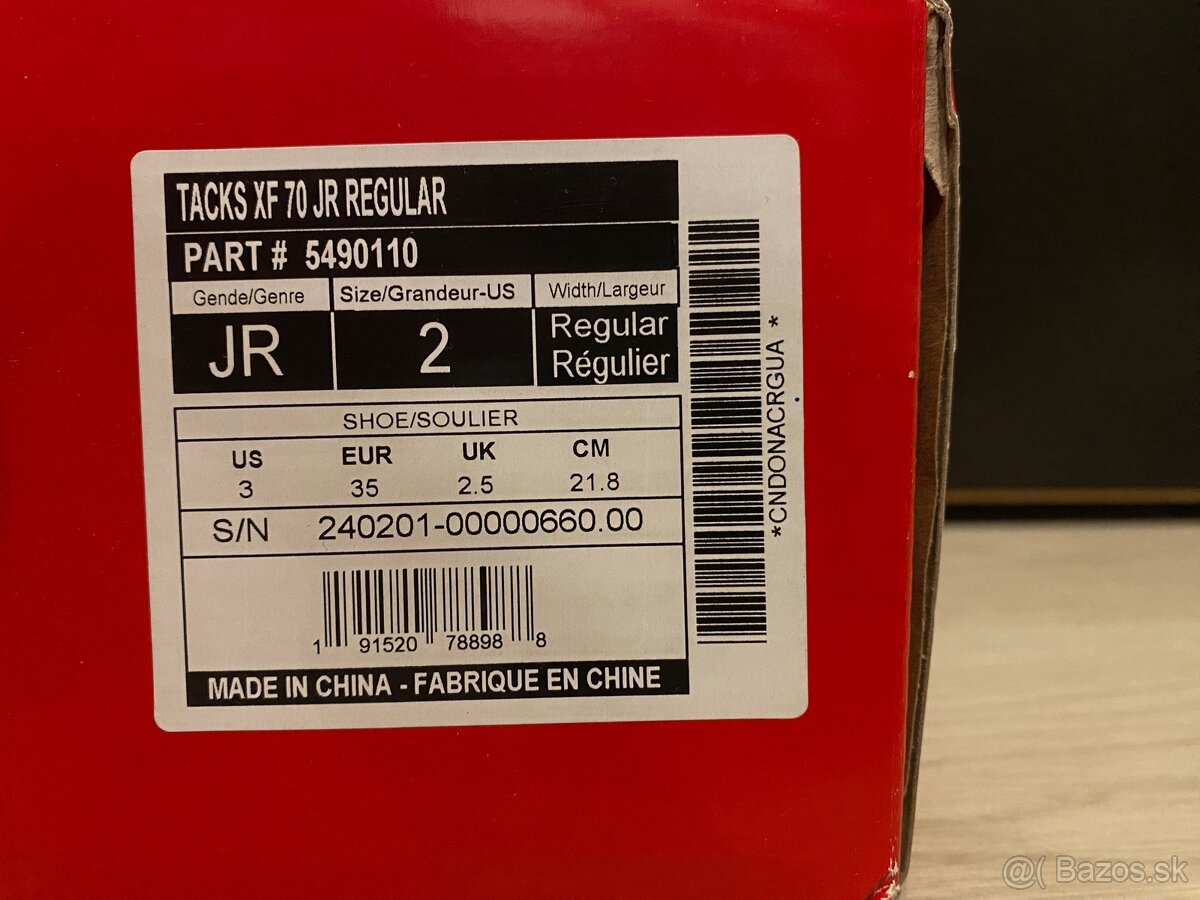 TACKS XF 70 JR REGULAR
PART # 5490110
Gende/Genre Size/Grandeur-US Width/Largeur
JR 2 Regular
Régulier
SHOE/SOULIER
US EUR UK CM
3 35 2.5 21.8
S/N 240201-00000660.00
1 91520 78898 8
MADE IN CHINA - FABRIQUE EN CHINE
*CNDONACRGUA *
@( Bazos.sk